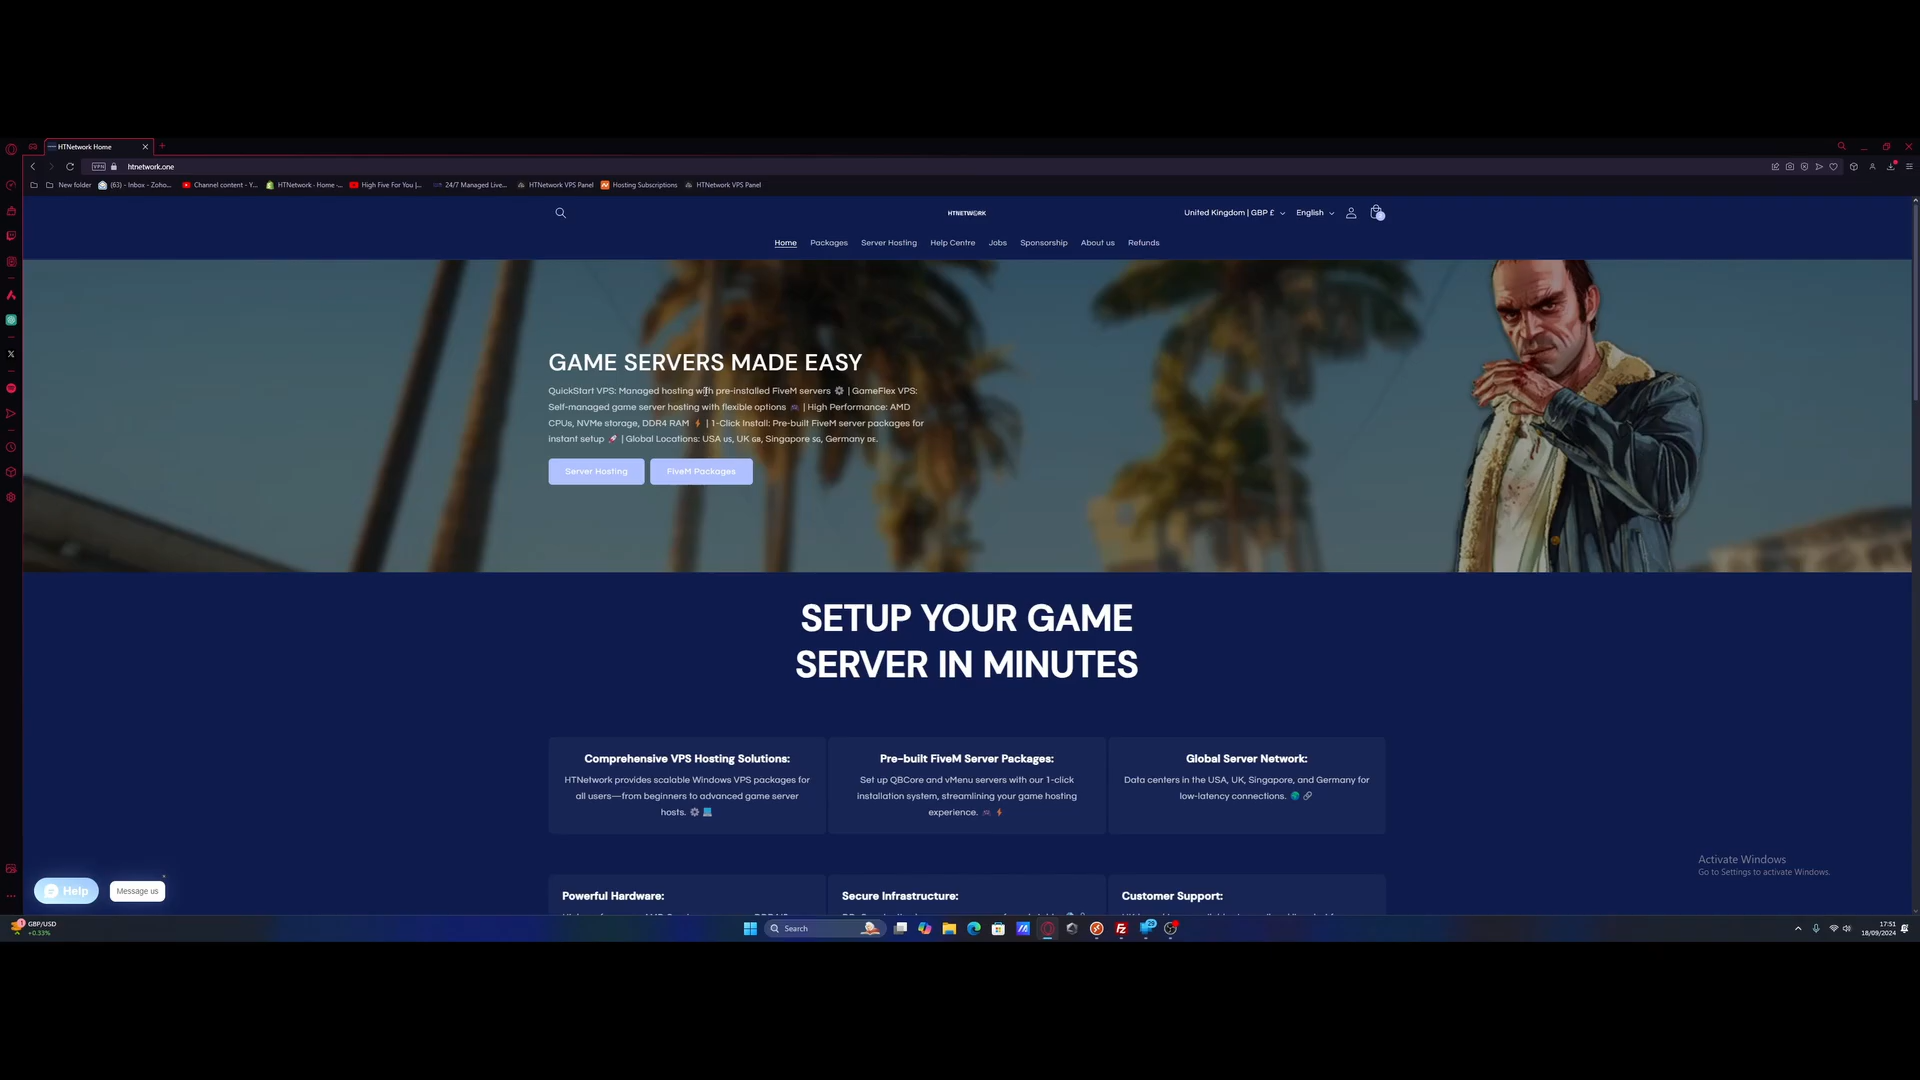 HTNetwork Home
VPN
htnetwork.one
New folder
(63) - Inbox - Zoho...
Channel content - Y...
HTNetwork · Home ·...
High Five For You |...
24/7 Managed Live...
HTNetwork VPS Panel
Hosting Subscriptions
HTNetwork VPS Panel
HTNETWORK
United Kingdom | GBP £
English
0
Home
Packages
Server Hosting
Help Centre
Jobs
Sponsorship
About us
Refunds
GAME SERVERS MADE EASY
QuickStart VPS: Managed hosting with pre-installed FiveM servers ⚙️ | GameFlex VPS:
Self-managed game server hosting with flexible options 🎮 | High Performance: AMD
CPUs, NVMe storage, DDR4 RAM ⚡ | 1-Click Install: Pre-built FiveM server packages for
instant setup 🚀 | Global Locations: USA US, UK GB, Singapore SG, Germany DE.
Server Hosting
FiveM Packages
SETUP YOUR GAME
SERVER IN MINUTES
Comprehensive VPS Hosting Solutions:
HTNetwork provides scalable Windows VPS packages for
all users—from beginners to advanced game server
hosts. ⚙️ 💻
Pre-built FiveM Server Packages:
Set up QBCore and vMenu servers with our 1-click
installation system, streamlining your game hosting
experience. 🎮 ⚡
Global Server Network:
Data centers in the USA, UK, Singapore, and Germany for
low-latency connections. 🌍 🔗
Powerful Hardware:
Secure Infrastructure:
Customer Support:
Help
Message us
Activate Windows
Go to Settings to activate Windows.
1
GBP/USD
+0.33%
Search
29
17:51
18/09/2024